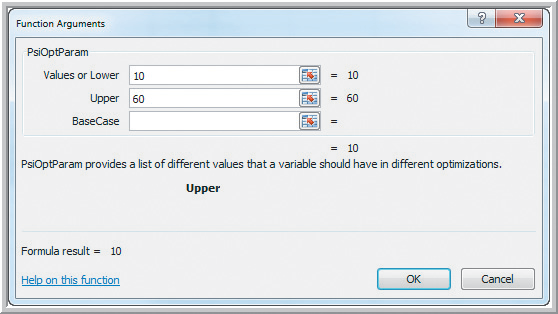 Function Arguments
?
PsiOptParam
Values or Lower 10 = 10
Upper 60 = 60
BaseCase =
= 10
PsiOptParam provides a list of different values that a variable should have in different optimizations.
Upper
Formula result = 10
Help on this function OK Cancel